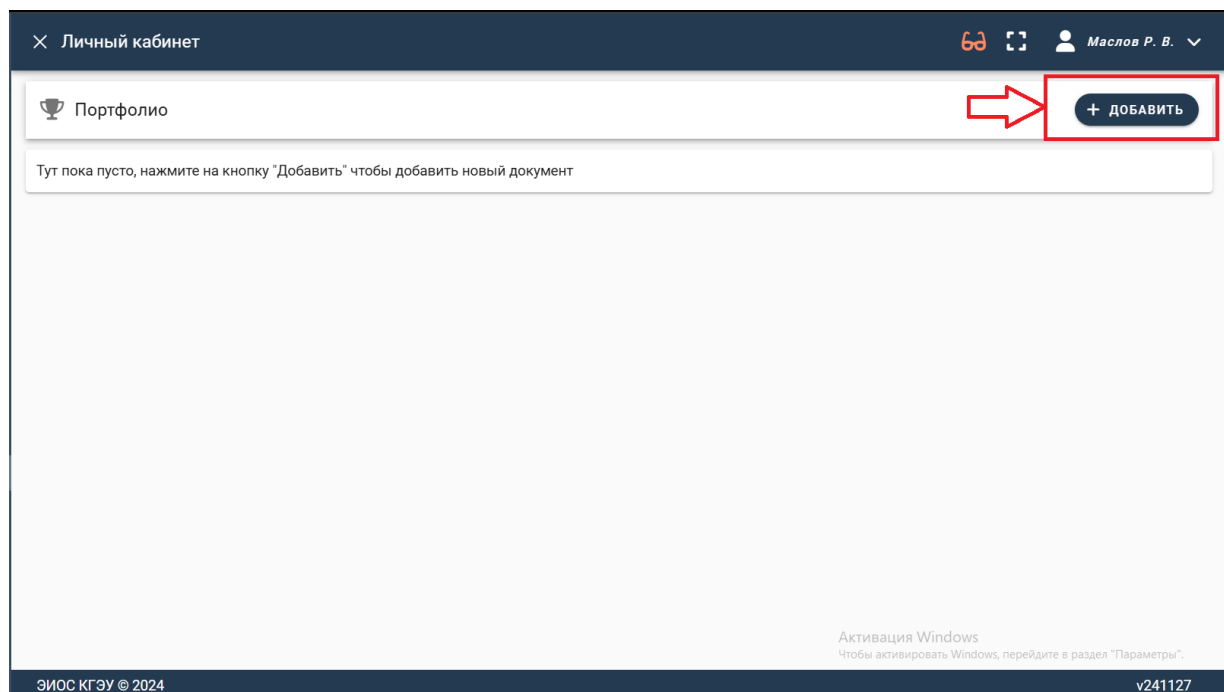 Личный кабинет
Маслов Р. В.
Портфолио
+ ДОБАВИТЬ
Тут пока пусто, нажмите на кнопку "Добавить" чтобы добавить новый документ
Активация Windows
Чтобы активировать Windows, перейдите в раздел "Параметры".
ЭИОС КГЭУ © 2024
v241127